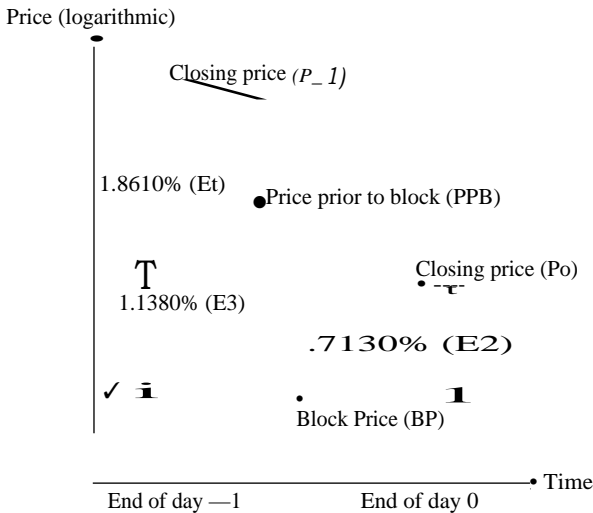 Price (logarithmic)
Closing price (P_1)
1.8610% (Et)
Price prior to block (PPB)
T
Closing price (Po)
1.1380% (E3)
.7130% (E2)
✓ i
1
Block Price (BP)
Time
End of day —1
End of day 0